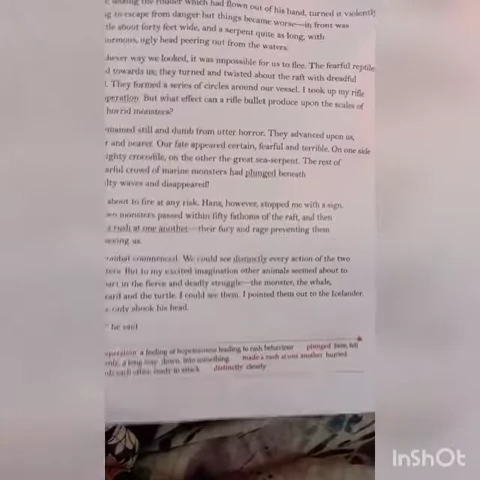 the rudder which had flown out of his hand, turned it violently
to escape from danger but things became worse—in front was
tle about forty feet wide, and a serpent quite as long, with
ormous, ugly head peering out from the waters.
hever way we looked, it was impossible for us to flee. The fearful reptile
d towards us; they turned and twisted about the raft with dreadful
. They formed a series of circles around our vessel. I took up my rifle
peration. But what effect can a rifle bullet produce upon the scales of
horrid monsters?
mained still and dumb from utter horror. They advanced upon us,
r and nearer. Our fate appeared certain, fearful and terrible. On one side
ighty crocodile, on the other the great sea-serpent. The rest of
arful crowd of marine monsters had plunged beneath
lty waves and disappeared!
about to fire at any risk. Hans, however, stopped me with a sign.
wo monsters passed within fifty fathoms of the raft, and then
a rush at one another—their fury and rage preventing them
seeing us.
ombat commenced. We could see distinctly every action of the two
ters. But to my excited imagination other animals seemed about to
part in the fierce and deadly struggle—the monster, the whale,
zard and the turtle. I could see them. I pointed them out to the Icelander.
only shook his head.
he said
peration a feeling of hopelessness leading to rash behaviour plunged
a long way down, into something made a rush at one another hurried
each other, ready to attack distinctly clearly
InShOt